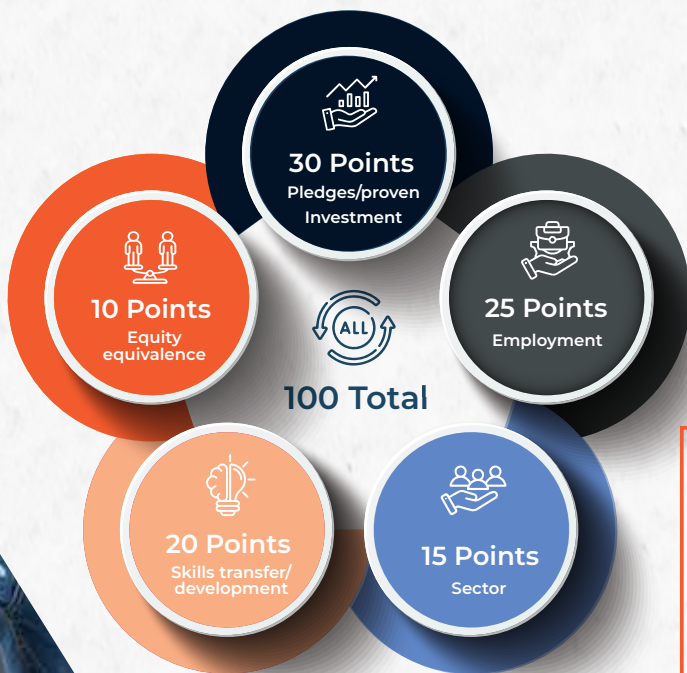 30 Points
Pledges/proven
Investment
25 Points
Employment
15 Points
Sector
20 Points
Skills transfer/
development
10 Points
Equity
equivalence
ALL
100 Total